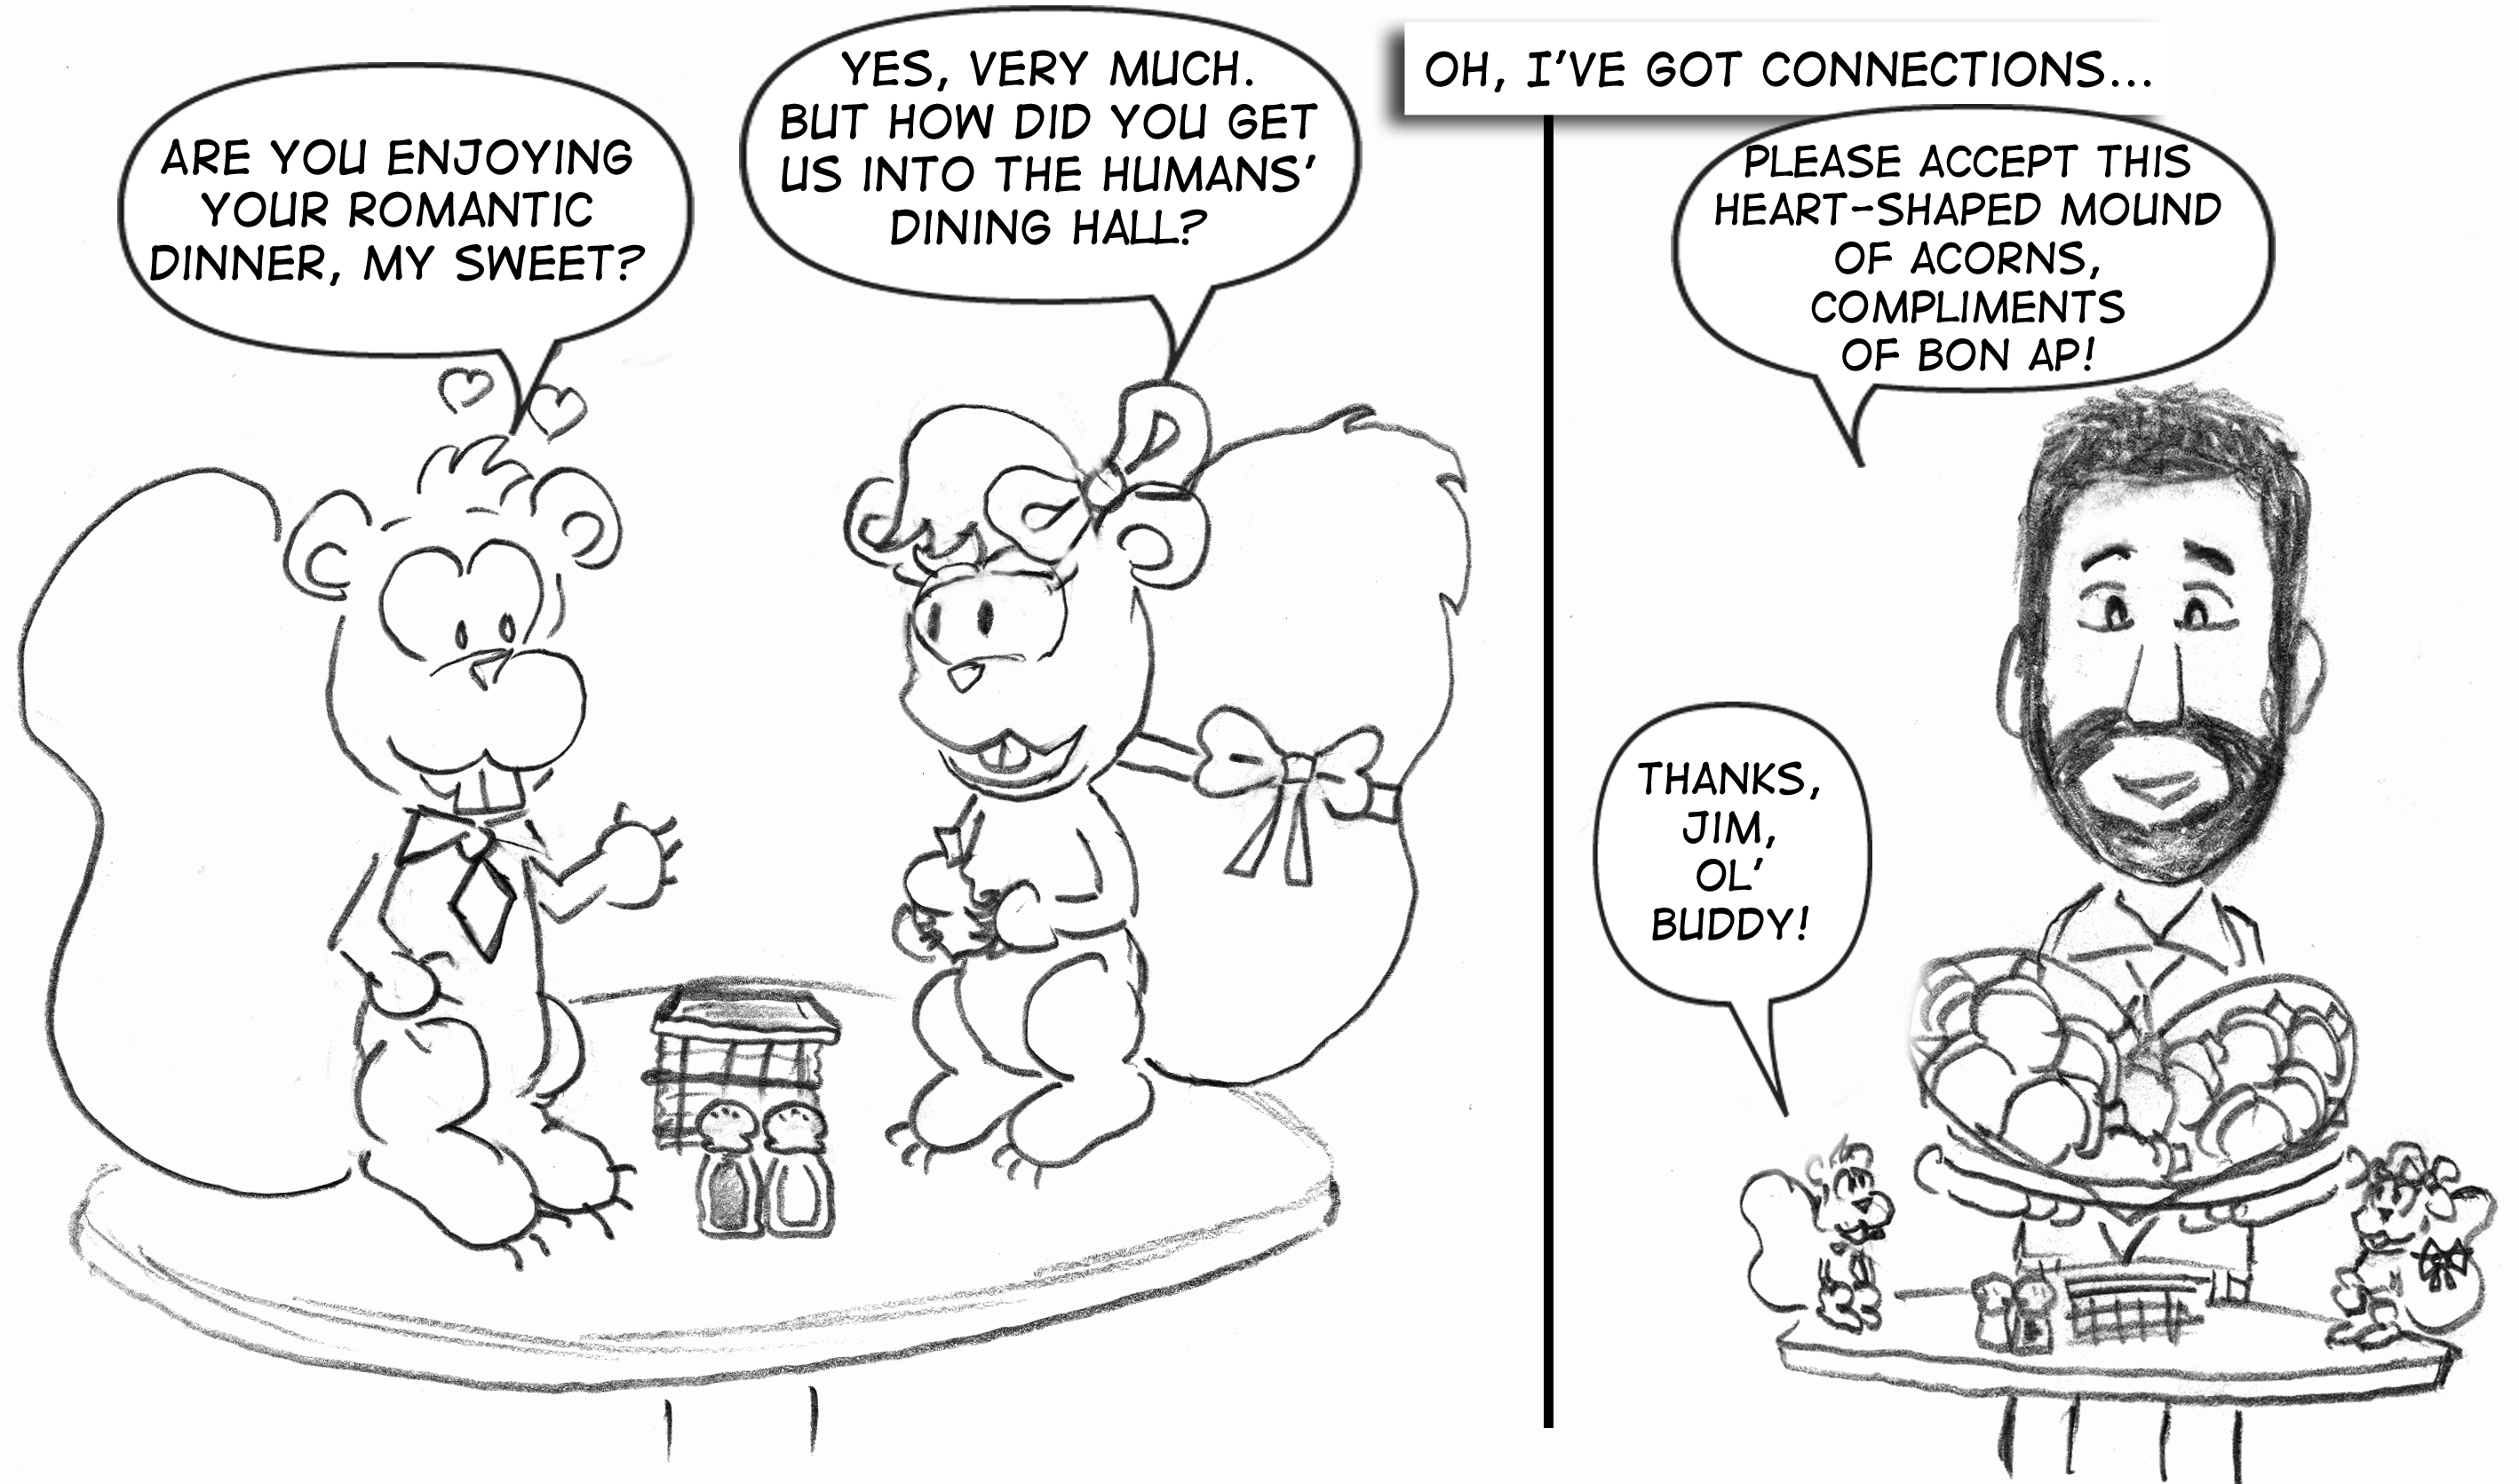 ARE YOU ENJOYING
YOUR ROMANTIC
DINNER, MY SWEET?
YES, VERY MUCH.
BUT HOW DID YOU GET
US INTO THE HUMANS'
DINING HALL?
OH, I'VE GOT CONNECTIONS...
PLEASE ACCEPT THIS
HEART-SHAPED MOUND
OF ACORNS,
COMPLIMENTS
OF BON AP!
THANKS,
JIM,
OL'
BUDDY!